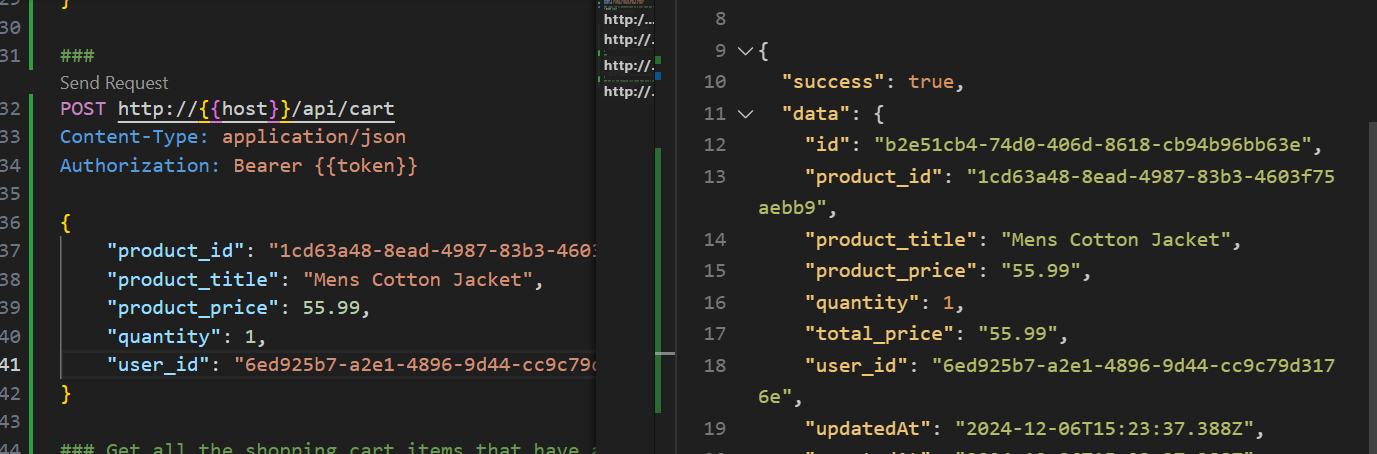 29 }
30
31 ###
Send Request
32 POST http://{{host}}/api/cart
33 Content-Type: application/json
34 Authorization: Bearer {{token}}
35
36 {
37 "product_id": "1cd63a48-8ead-4987-83b3-4603
38 "product_title": "Mens Cotton Jacket",
39 "product_price": 55.99,
40 "quantity": 1,
41 "user_id": "6ed925b7-a2e1-4896-9d44-cc9c79d
42 }
43
44 ### Get all the shopping cart items that have
http:/...
http://.
http://.
http://.
8
9 {
10 "success": true,
11 "data": {
12 "id": "b2e51cb4-74d0-406d-8618-cb94b96bb63e",
13 "product_id": "1cd63a48-8ead-4987-83b3-4603f75
aebb9",
14 "product_title": "Mens Cotton Jacket",
15 "product_price": "55.99",
16 "quantity": 1,
17 "total_price": "55.99",
18 "user_id": "6ed925b7-a2e1-4896-9d44-cc9c79d317
6e",
19 "updatedAt": "2024-12-06T15:23:37.388Z",